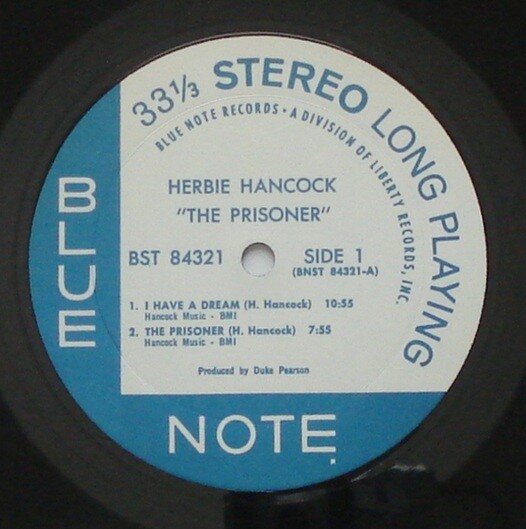 33 1/3 STEREO LONG PLAYING
BLUE NOTE RECORDS • A DIVISION OF LIBERTY RECORDS, INC.
HERBIE HANCOCK
"THE PRISONER"
BST 84321
SIDE 1
(BNST 84321-A)
1. I HAVE A DREAM (H. Hancock) 10:55
Hancock Music - BMI
2. THE PRISONER (H. Hancock) 7:55
Hancock Music - BMI
Produced by Duke Pearson
BLUE
NOTE